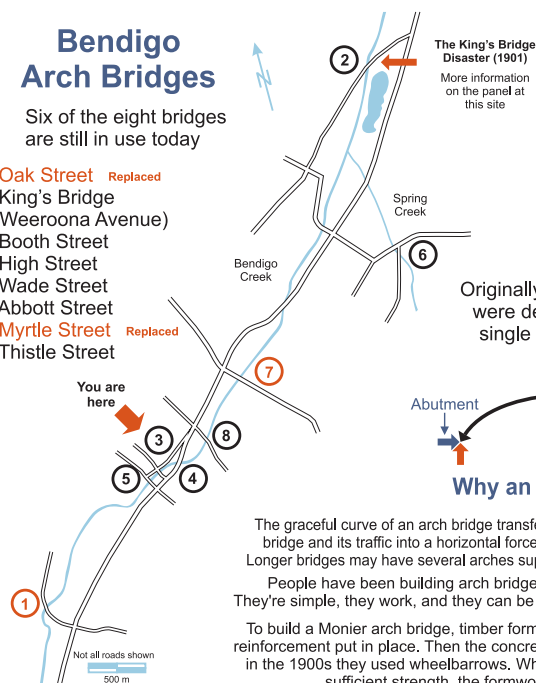 Bendigo
Arch Bridges
Six of the eight bridges
are still in use today
Oak Street Replaced
King's Bridge
(Weeroona Avenue)
Booth Street
High Street
Wade Street
Abbott Street
Myrtle Street Replaced
Thistle Street
2
The King's Bridge
Disaster (1901)
More information
on the panel at
this site
Spring
Creek
6
Bendigo
Creek
7
You are
here
3
8
5
4
1
Not all roads shown
500 m
Originally
were de
single
Abutment
Why an
The graceful curve of an arch bridge transfe
bridge and its traffic into a horizontal force
Longer bridges may have several arches sup
People have been building arch bridge
They're simple, they work, and they can be
To build a Monier arch bridge, timber form
reinforcement put in place. Then the concre
in the 1900s they used wheelbarrows. Wh
sufficient strength, the formwo